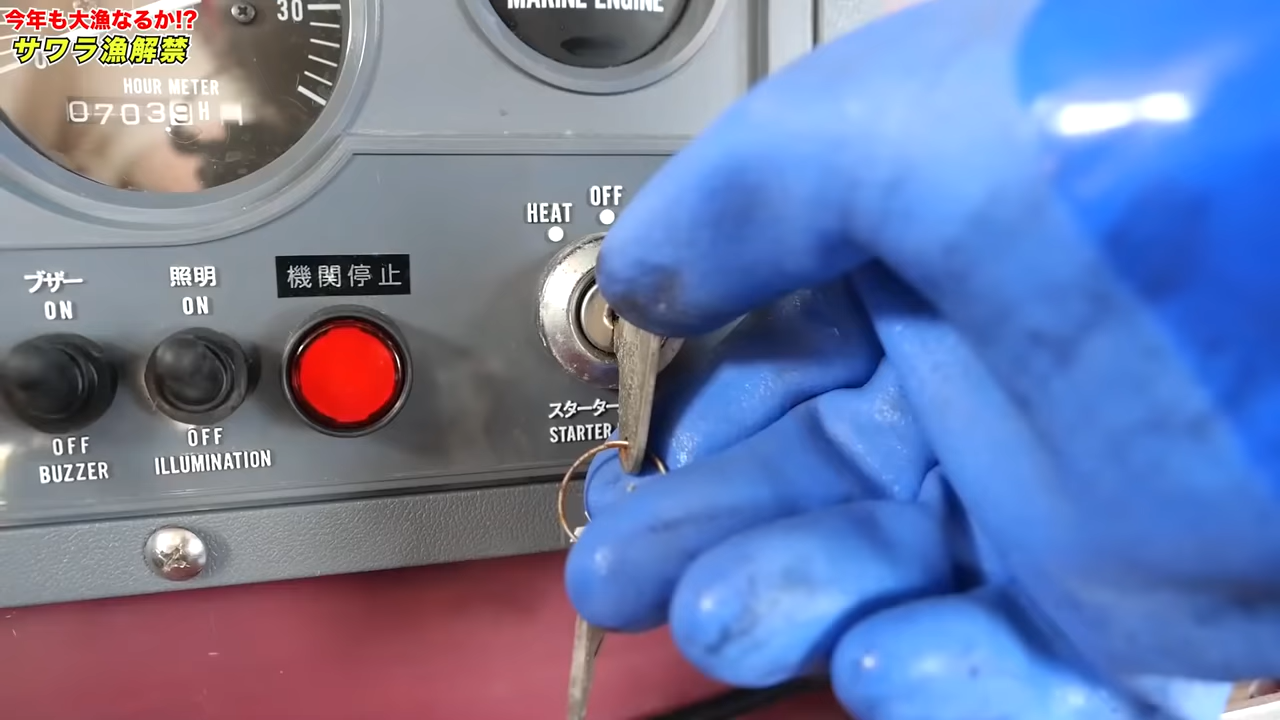 今年も大漁なるか!?
サワラ漁解禁
30
MARINE ENGINE
HOUR METER
07039H
OFF
HEAT
ブザー
ON
照明
ON
機関停止
スターター
STARTER
OFF
BUZZER
OFF
ILLUMINATION